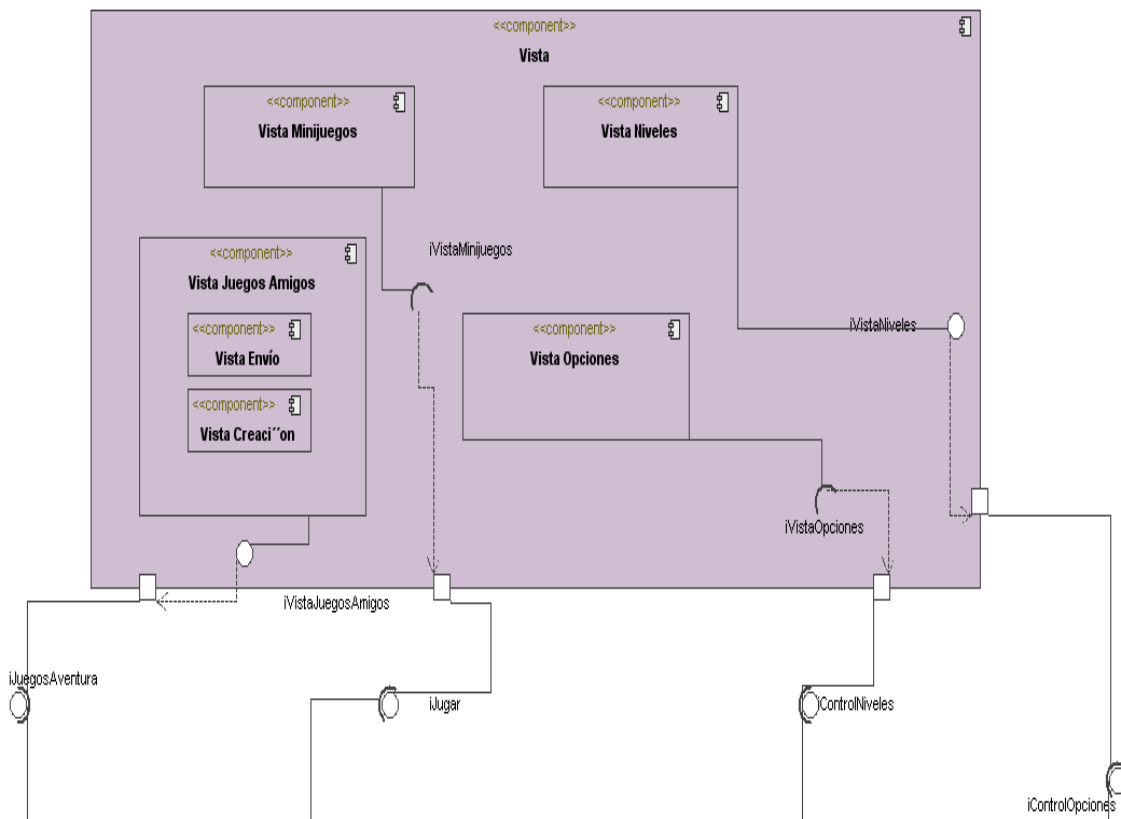 <<component>>
Vista
<<component>>
Vista Minijuegos
<<component>>
Vista Niveles
<<component>>
Vista Juegos Amigos
iVistaMinijuegos
<<component>>
Vista Envío
<<component>>
Vista Opciones
iVistaNiveles
<<component>>
Vista Creaci´´on
iVistaOpciones
iVistaJuegosAmigos
iJuegosAventura
iJugar
iControlNiveles
iControlOpciones